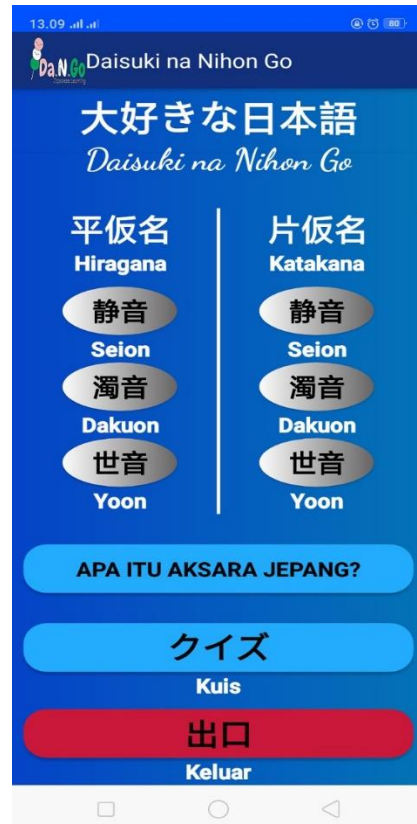 13.09
80
Da.N.Go
Daisuki na Nihon Go
大好きな日本語
Daisuki na Nihon Go
平仮名
Hiragana
静音
Seion
濁音
Dakuon
世音
Yoon
片仮名
Katakana
静音
Seion
濁音
Dakuon
世音
Yoon
APA ITU AKSARA JEPANG?
クイズ
Kuis
出口
Keluar